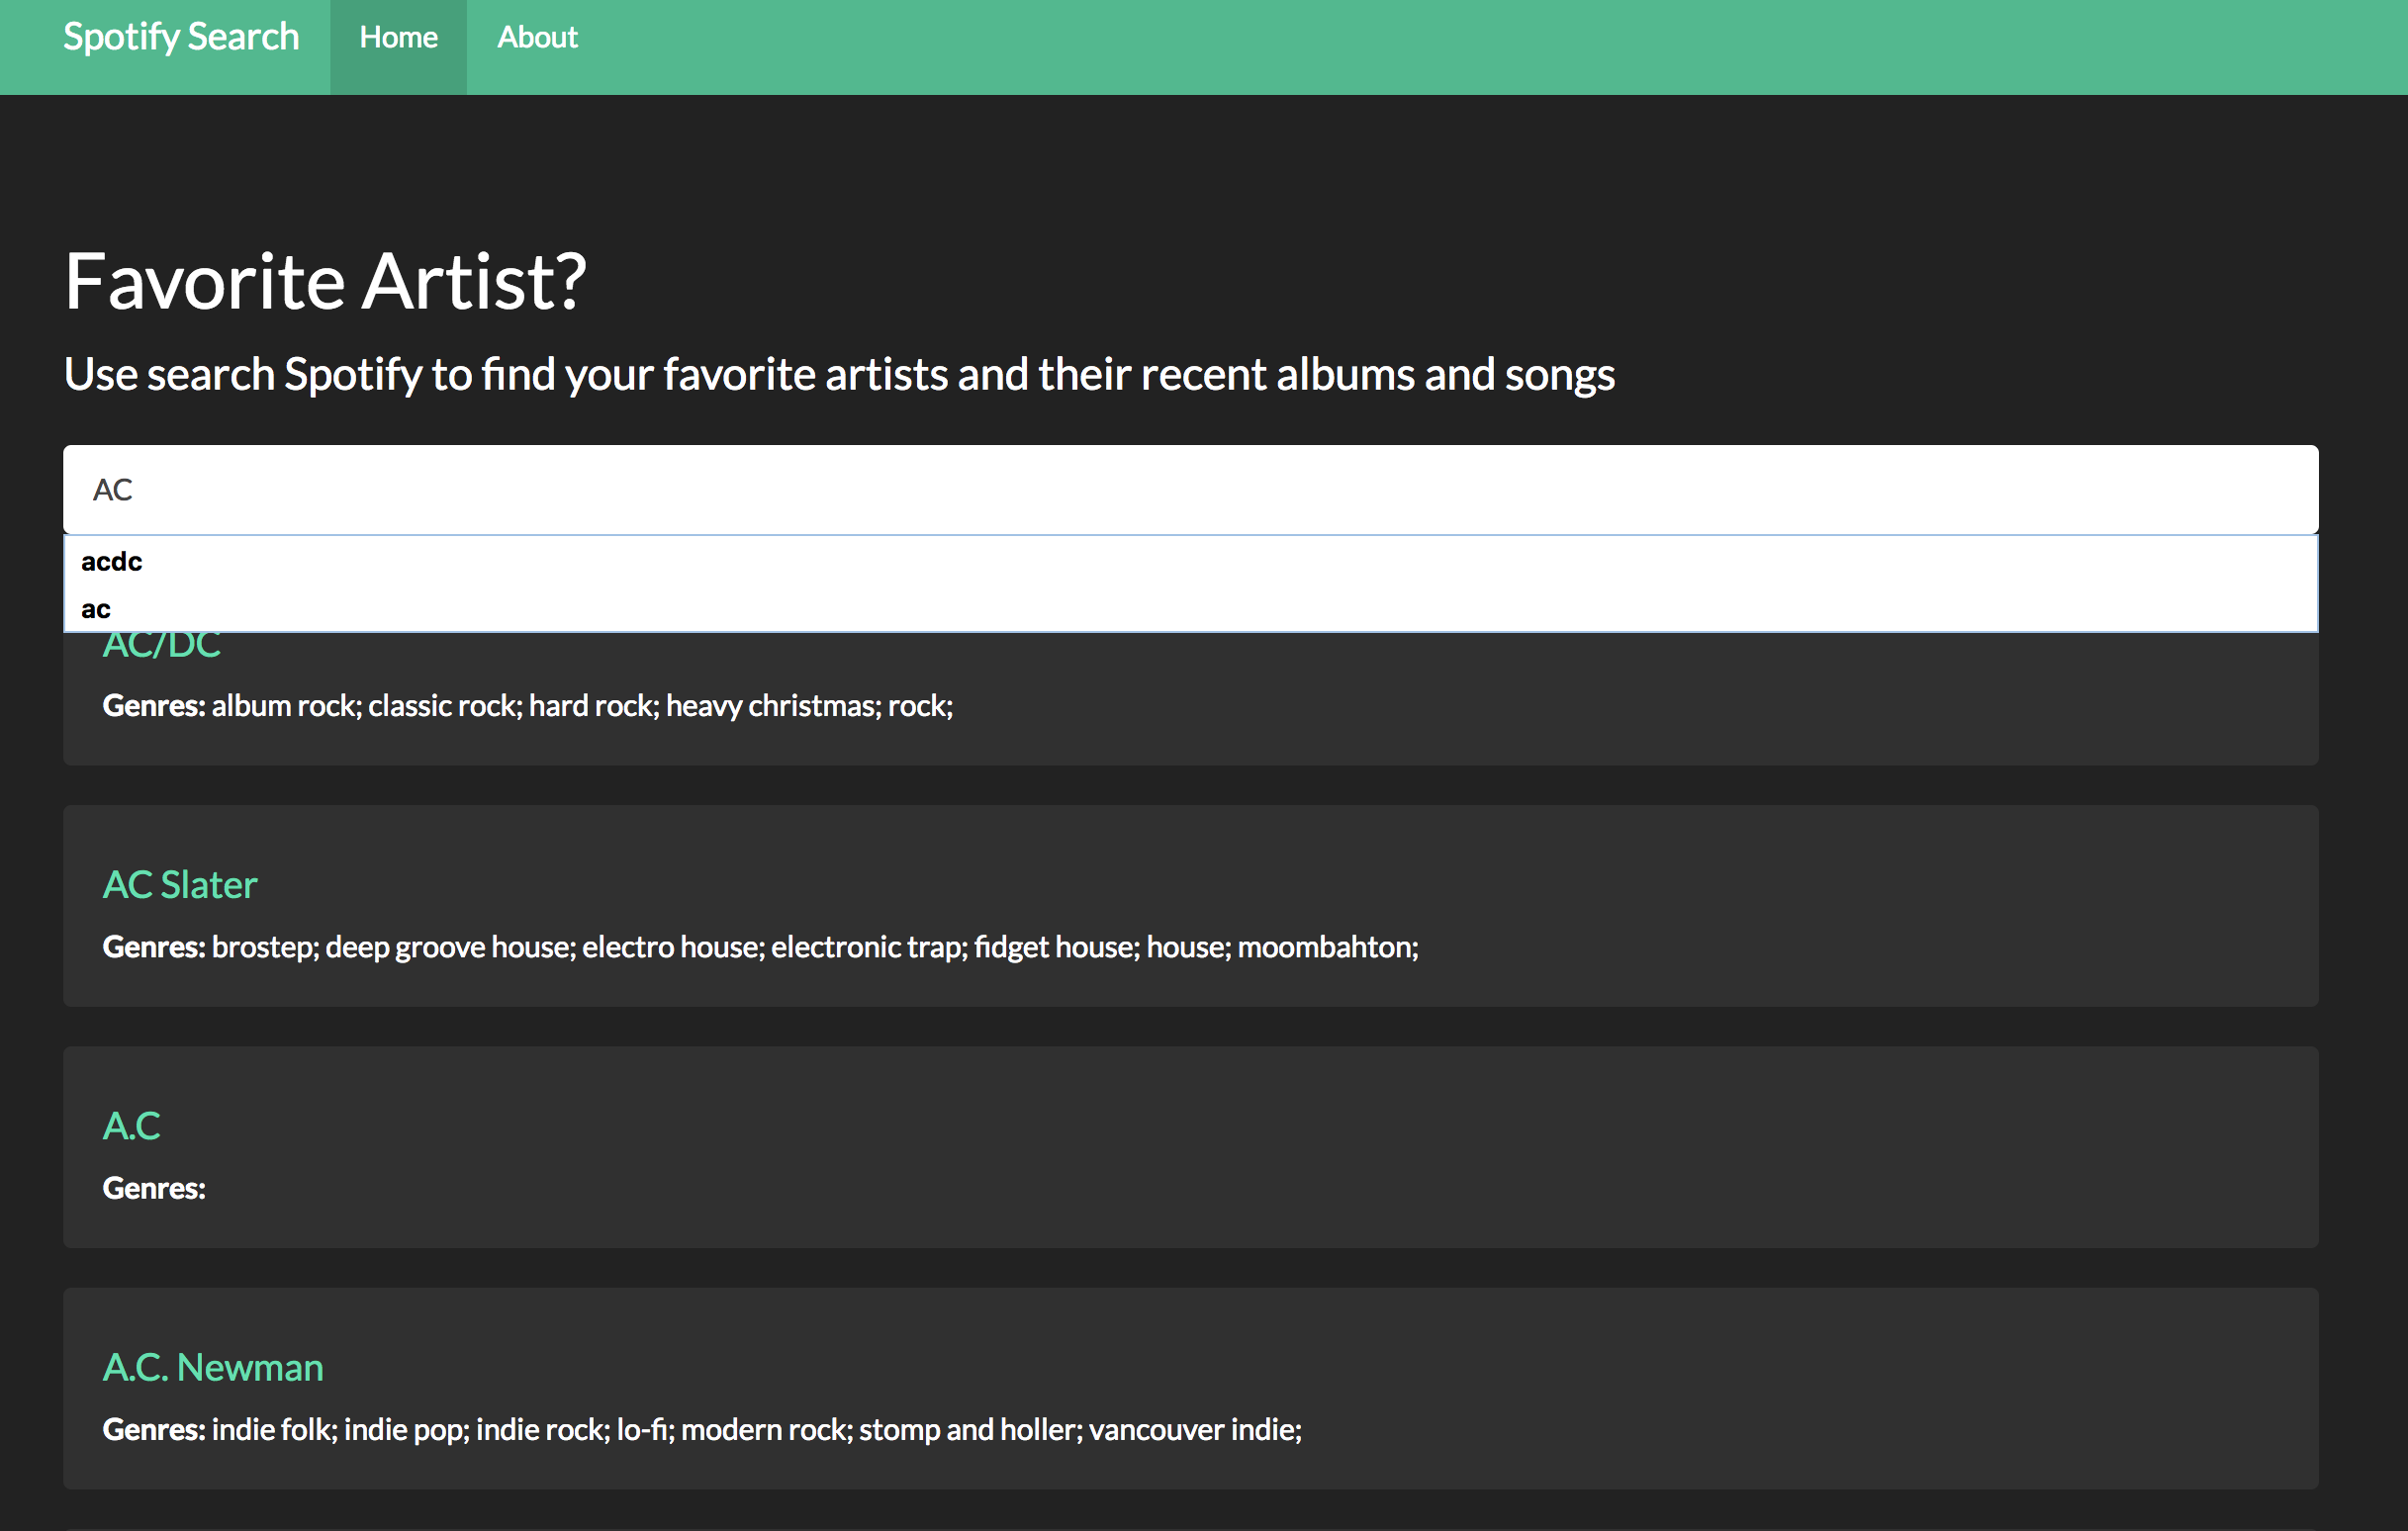 Spotify Search Home About
Favorite Artist?
Use search Spotify to find your favorite artists and their recent albums and songs
AC
acdc
ac
AC/DC
Genres: album rock; classic rock; hard rock; heavy christmas; rock;
AC Slater
Genres: brostep; deep groove house; electro house; electronic trap; fidget house; house; moombahton;
A.C
Genres:
A.C. Newman
Genres: indie folk; indie pop; indie rock; lo-fi; modern rock; stomp and holler; vancouver indie;